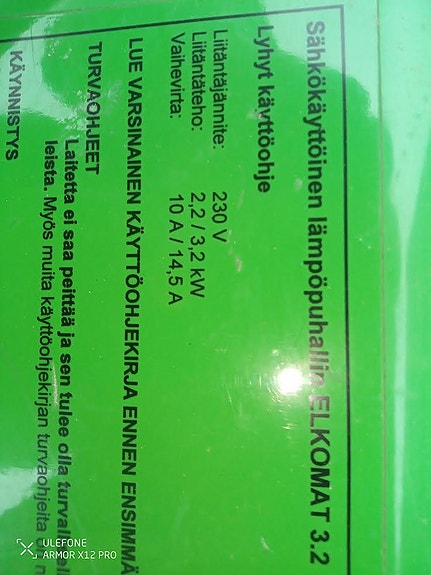 Sähkökäyttöinen lämpöpuhallin ELKOMAT 3.2
Lyhyt käyttöohje
Liitäntäjännite: 230 V
Liitäntäteho: 2,2 / 3,2 kW
Vaihevirta: 10 A / 14,5 A
LUE VARSINAINEN KÄYTTÖOHJEKIRJA ENNEN ENSIMMÄ
TURVAOHJEET
Laitetta ei saa peittää ja sen tulee olla
leista. Myös muita käyttöohjekirjan turvaohjeita
KÄYNNISTYS
ULEFONE
ARMOR X12 PRO